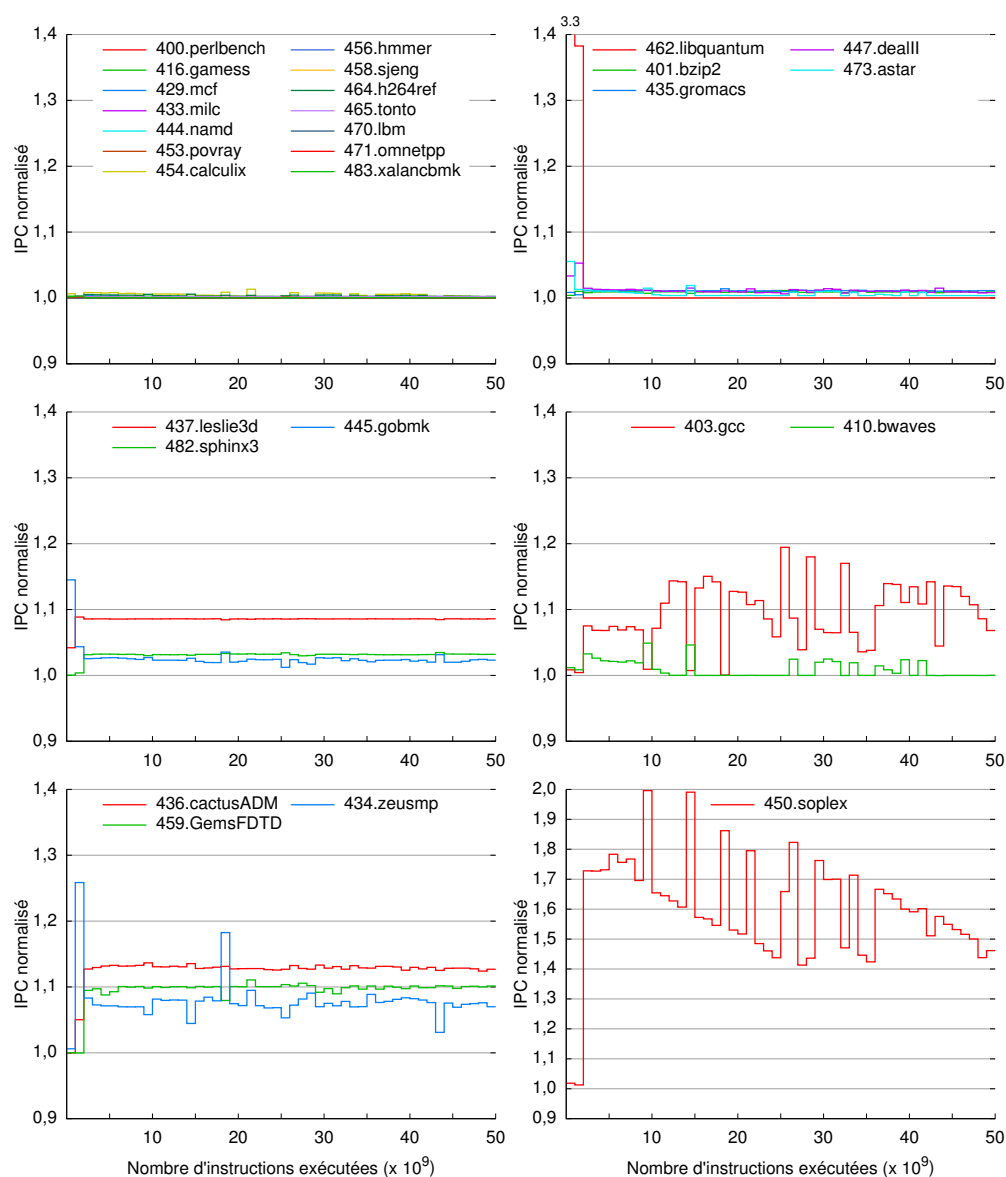 3.3
1,4
1,3
1,2
1,1
1,0
0,9
IPC normalisé
400.perlbench
416.gamess
429.mcf
433.milc
444.namd
453.povray
454.calculix
456.hmmer
458.sjeng
464.h264ref
465.tonto
470.lbm
471.omnetpp
483.xalancbmk
10 20 30 40 50
1,4
1,3
1,2
1,1
1,0
0,9
IPC normalisé
462.libquantum
401.bzip2
435.gromacs
447.dealII
473.astar
10 20 30 40 50
1,4
1,3
1,2
1,1
1,0
0,9
IPC normalisé
437.leslie3d
482.sphinx3
445.gobmk
10 20 30 40 50
1,4
1,3
1,2
1,1
1,0
0,9
IPC normalisé
403.gcc
410.bwaves
10 20 30 40 50
1,4
1,3
1,2
1,1
1,0
0,9
IPC normalisé
436.cactusADM
459.GemsFDTD
434.zeusmp
10 20 30 40 50
Nombre d'instructions exécutées (x 10⁹)
2,0
1,9
1,8
1,7
1,6
1,5
1,4
1,3
1,2
1,1
1,0
0,9
IPC normalisé
450.soplex
10 20 30 40 50
Nombre d'instructions exécutées (x 10⁹)